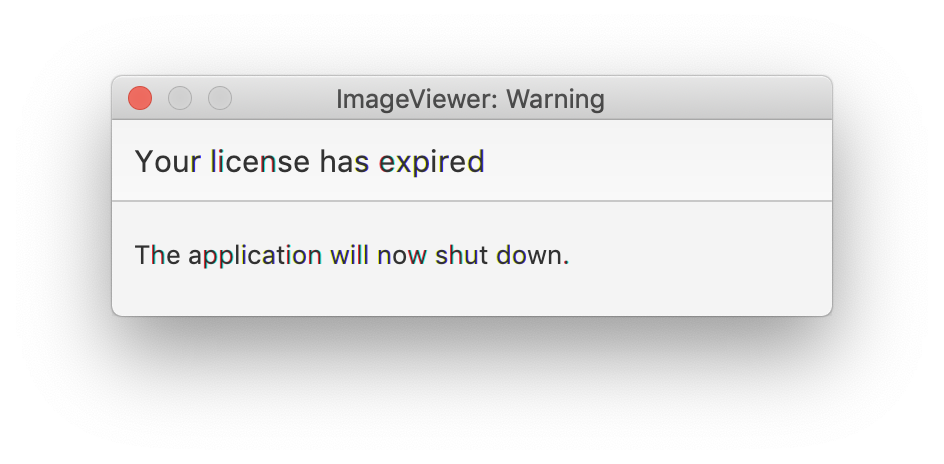 ImageViewer: Warning
Your license has expired
The application will now shut down.